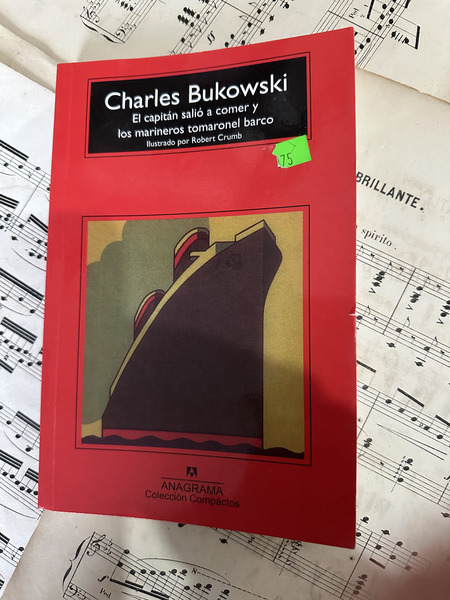 Charles Bukowski
El capitán salió a comer y
los marineros tomaronel barco
Ilustrado por Robert Crumb
75
BRILLANTE.
spirito.
A
ANAGRAMA
Colección Compactos